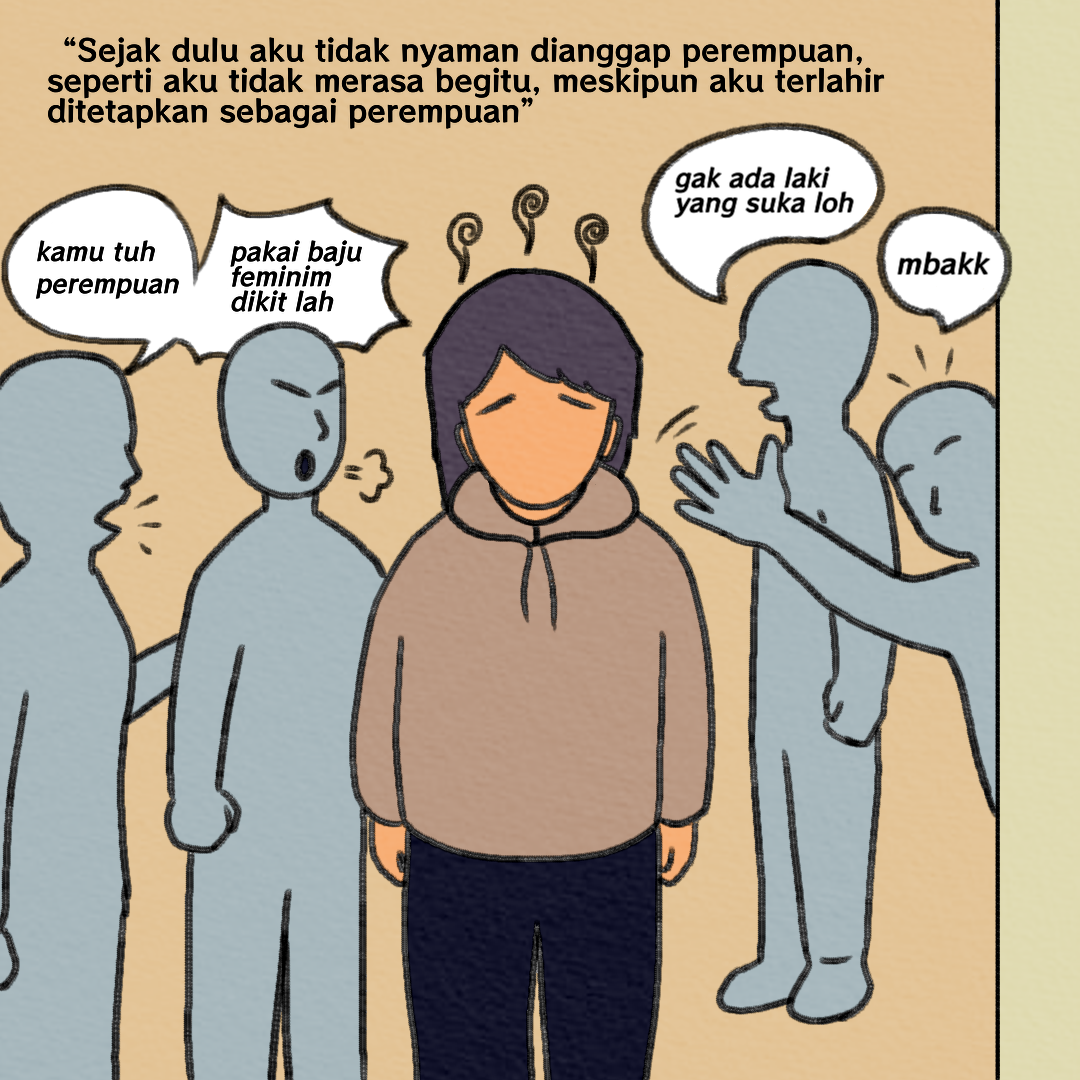 “Sejak dulu aku tidak nyaman dianggap perempuan,
seperti aku tidak merasa begitu, meskipun aku terlahir
ditetapkan sebagai perempuan”
kamu tuh
perempuan
pakai baju
feminim
dikit lah
gak ada laki
yang suka loh
mbakk